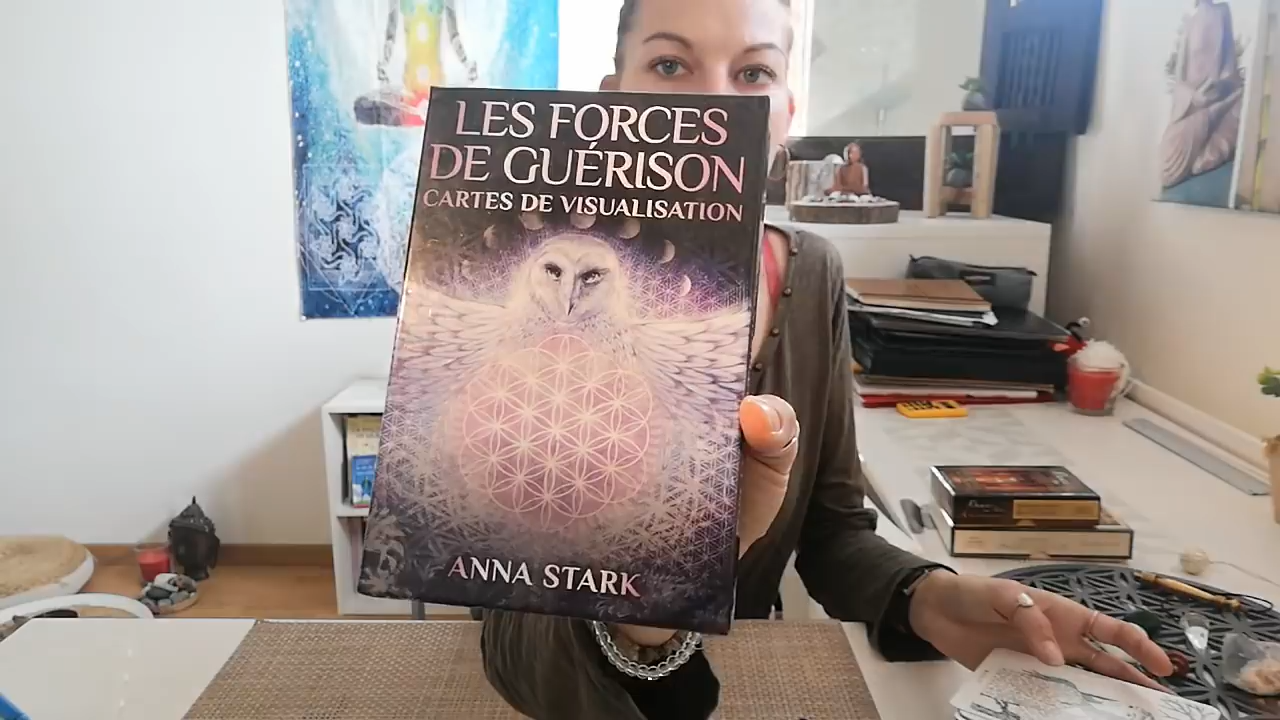 LES FORCES
DE GUÉRISON
CARTES DE VISUALISATION
ANNA STARK